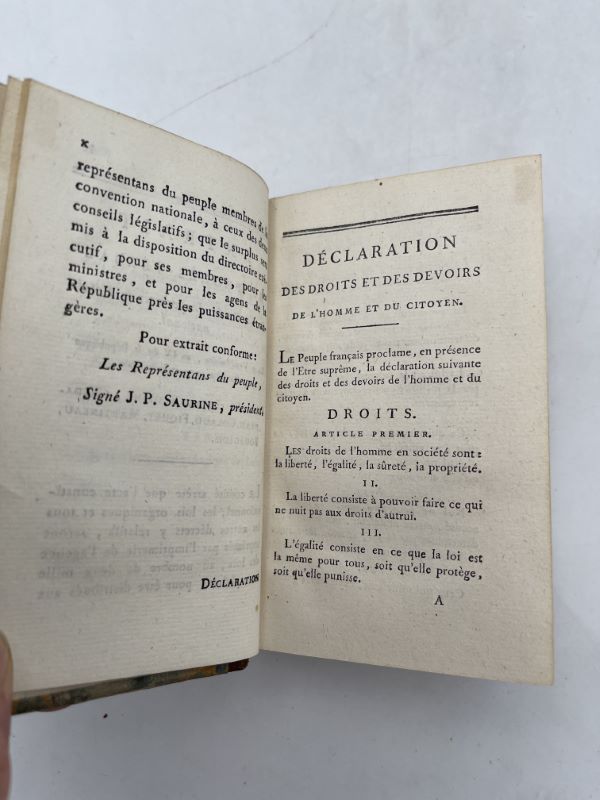 x
représentans du peuple membres de
convention nationale, à ceux des
conseils législatifs; que le surplus
mis à la disposition du directoire
cutif, pour ses membres, pour les
ministres, et pour les agens de la
République près les puissances
gères.
Pour extrait conforme:
Les Représentans du peuple,
Signé J. P. SAURINE, président,
DÉCLARATION
DÉCLARATION
DES DROITS ET DES DEVOIRS
DE L'HOMME ET DU CITOYEN.
LE Peuple français proclame, en présence
de l'Etre suprême, la déclaration suivante
des droits et des devoirs de l'homme et du
citoyen.
DROITS.
ARTICLE PREMIER.
LES droits de l'homme en société sont:
la liberté, l'égalité, la sûreté, la propriété.
II.
La liberté consiste à pouvoir faire ce qui
ne nuit pas aux droits d'autrui.
III.
L'égalité consiste en ce que la loi est
la même pour tous, soit qu'elle protège,
soit qu'elle punisse.
A